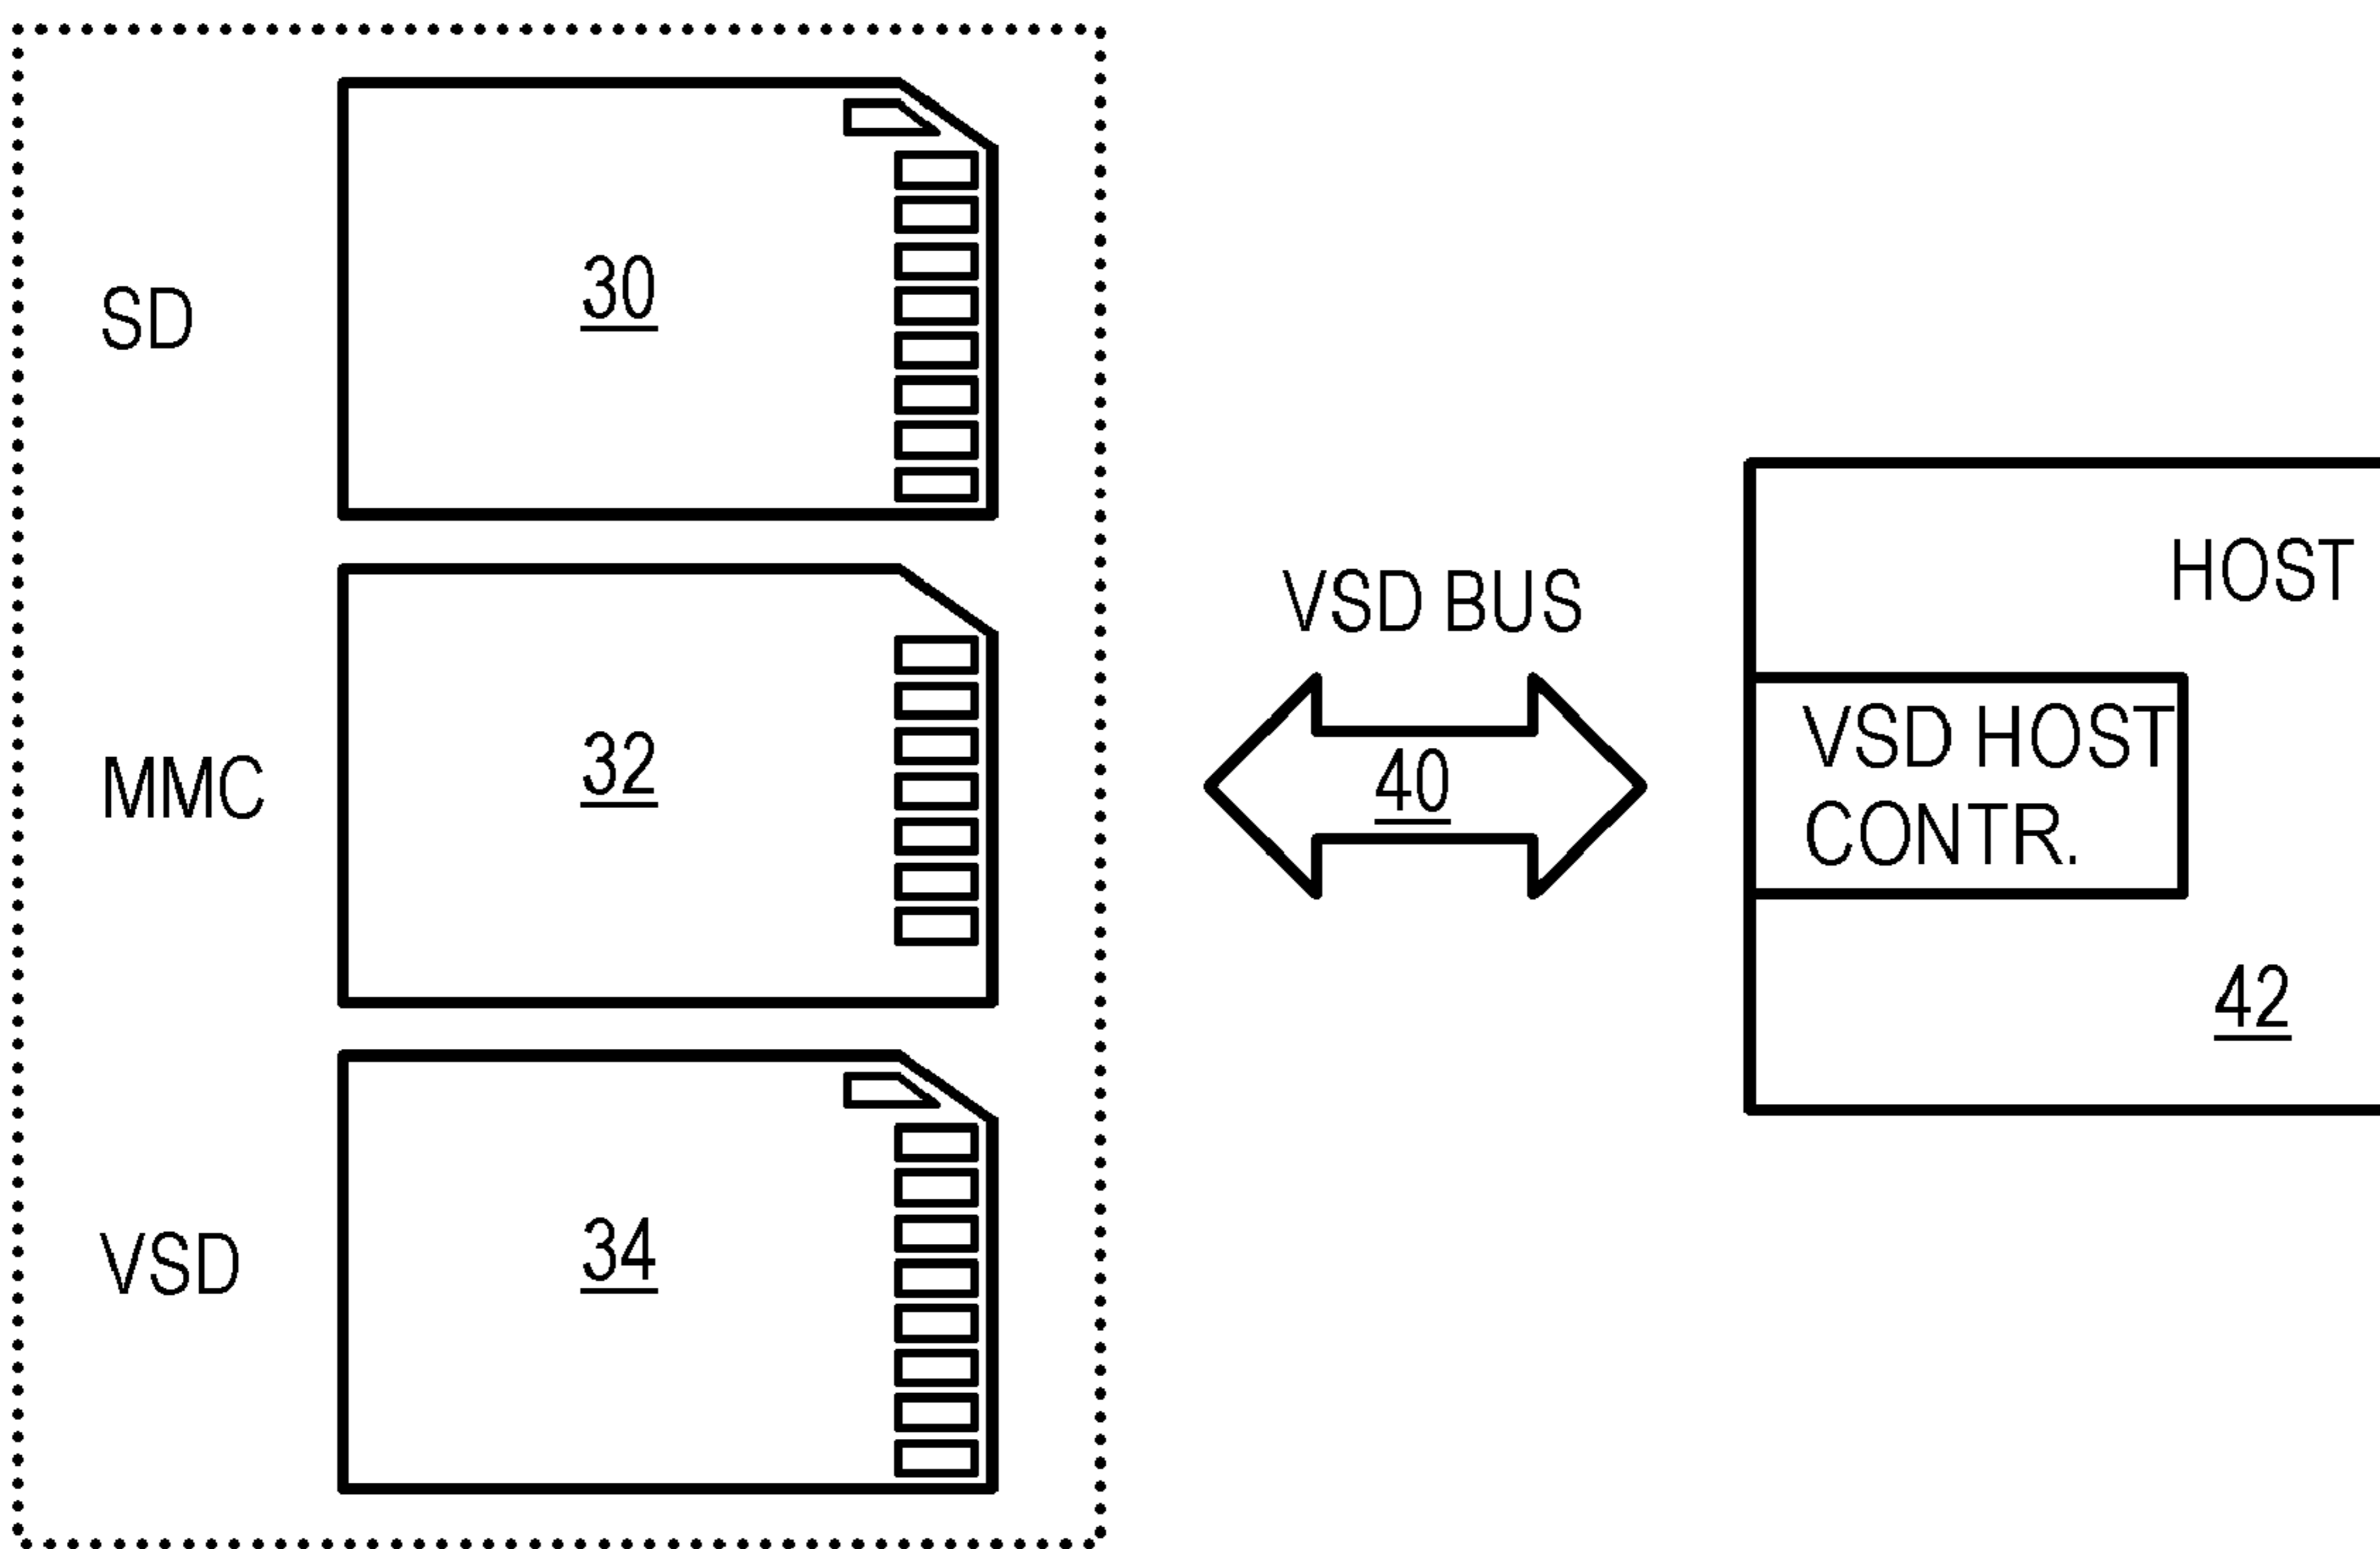 SD
30
MMC
32
VSD
34
VSD BUS
40
HOST
VSD HOST
CONTR.
42